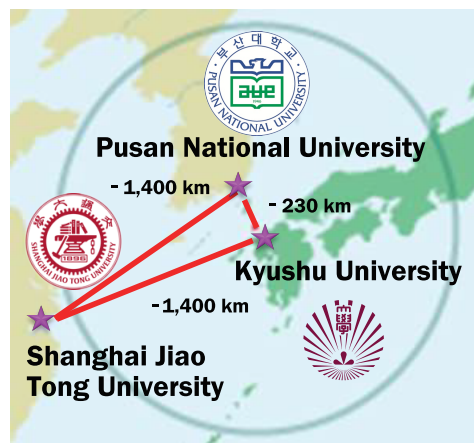 부산대학교
PUSAN NATIONAL UNIVERSITY
Pusan National University
- 1,400 km
- 230 km
SHANGHAI JIAO TONG UNIVERSITY
1896
Kyushu University
-1,400 km
Shanghai Jiao
Tong University